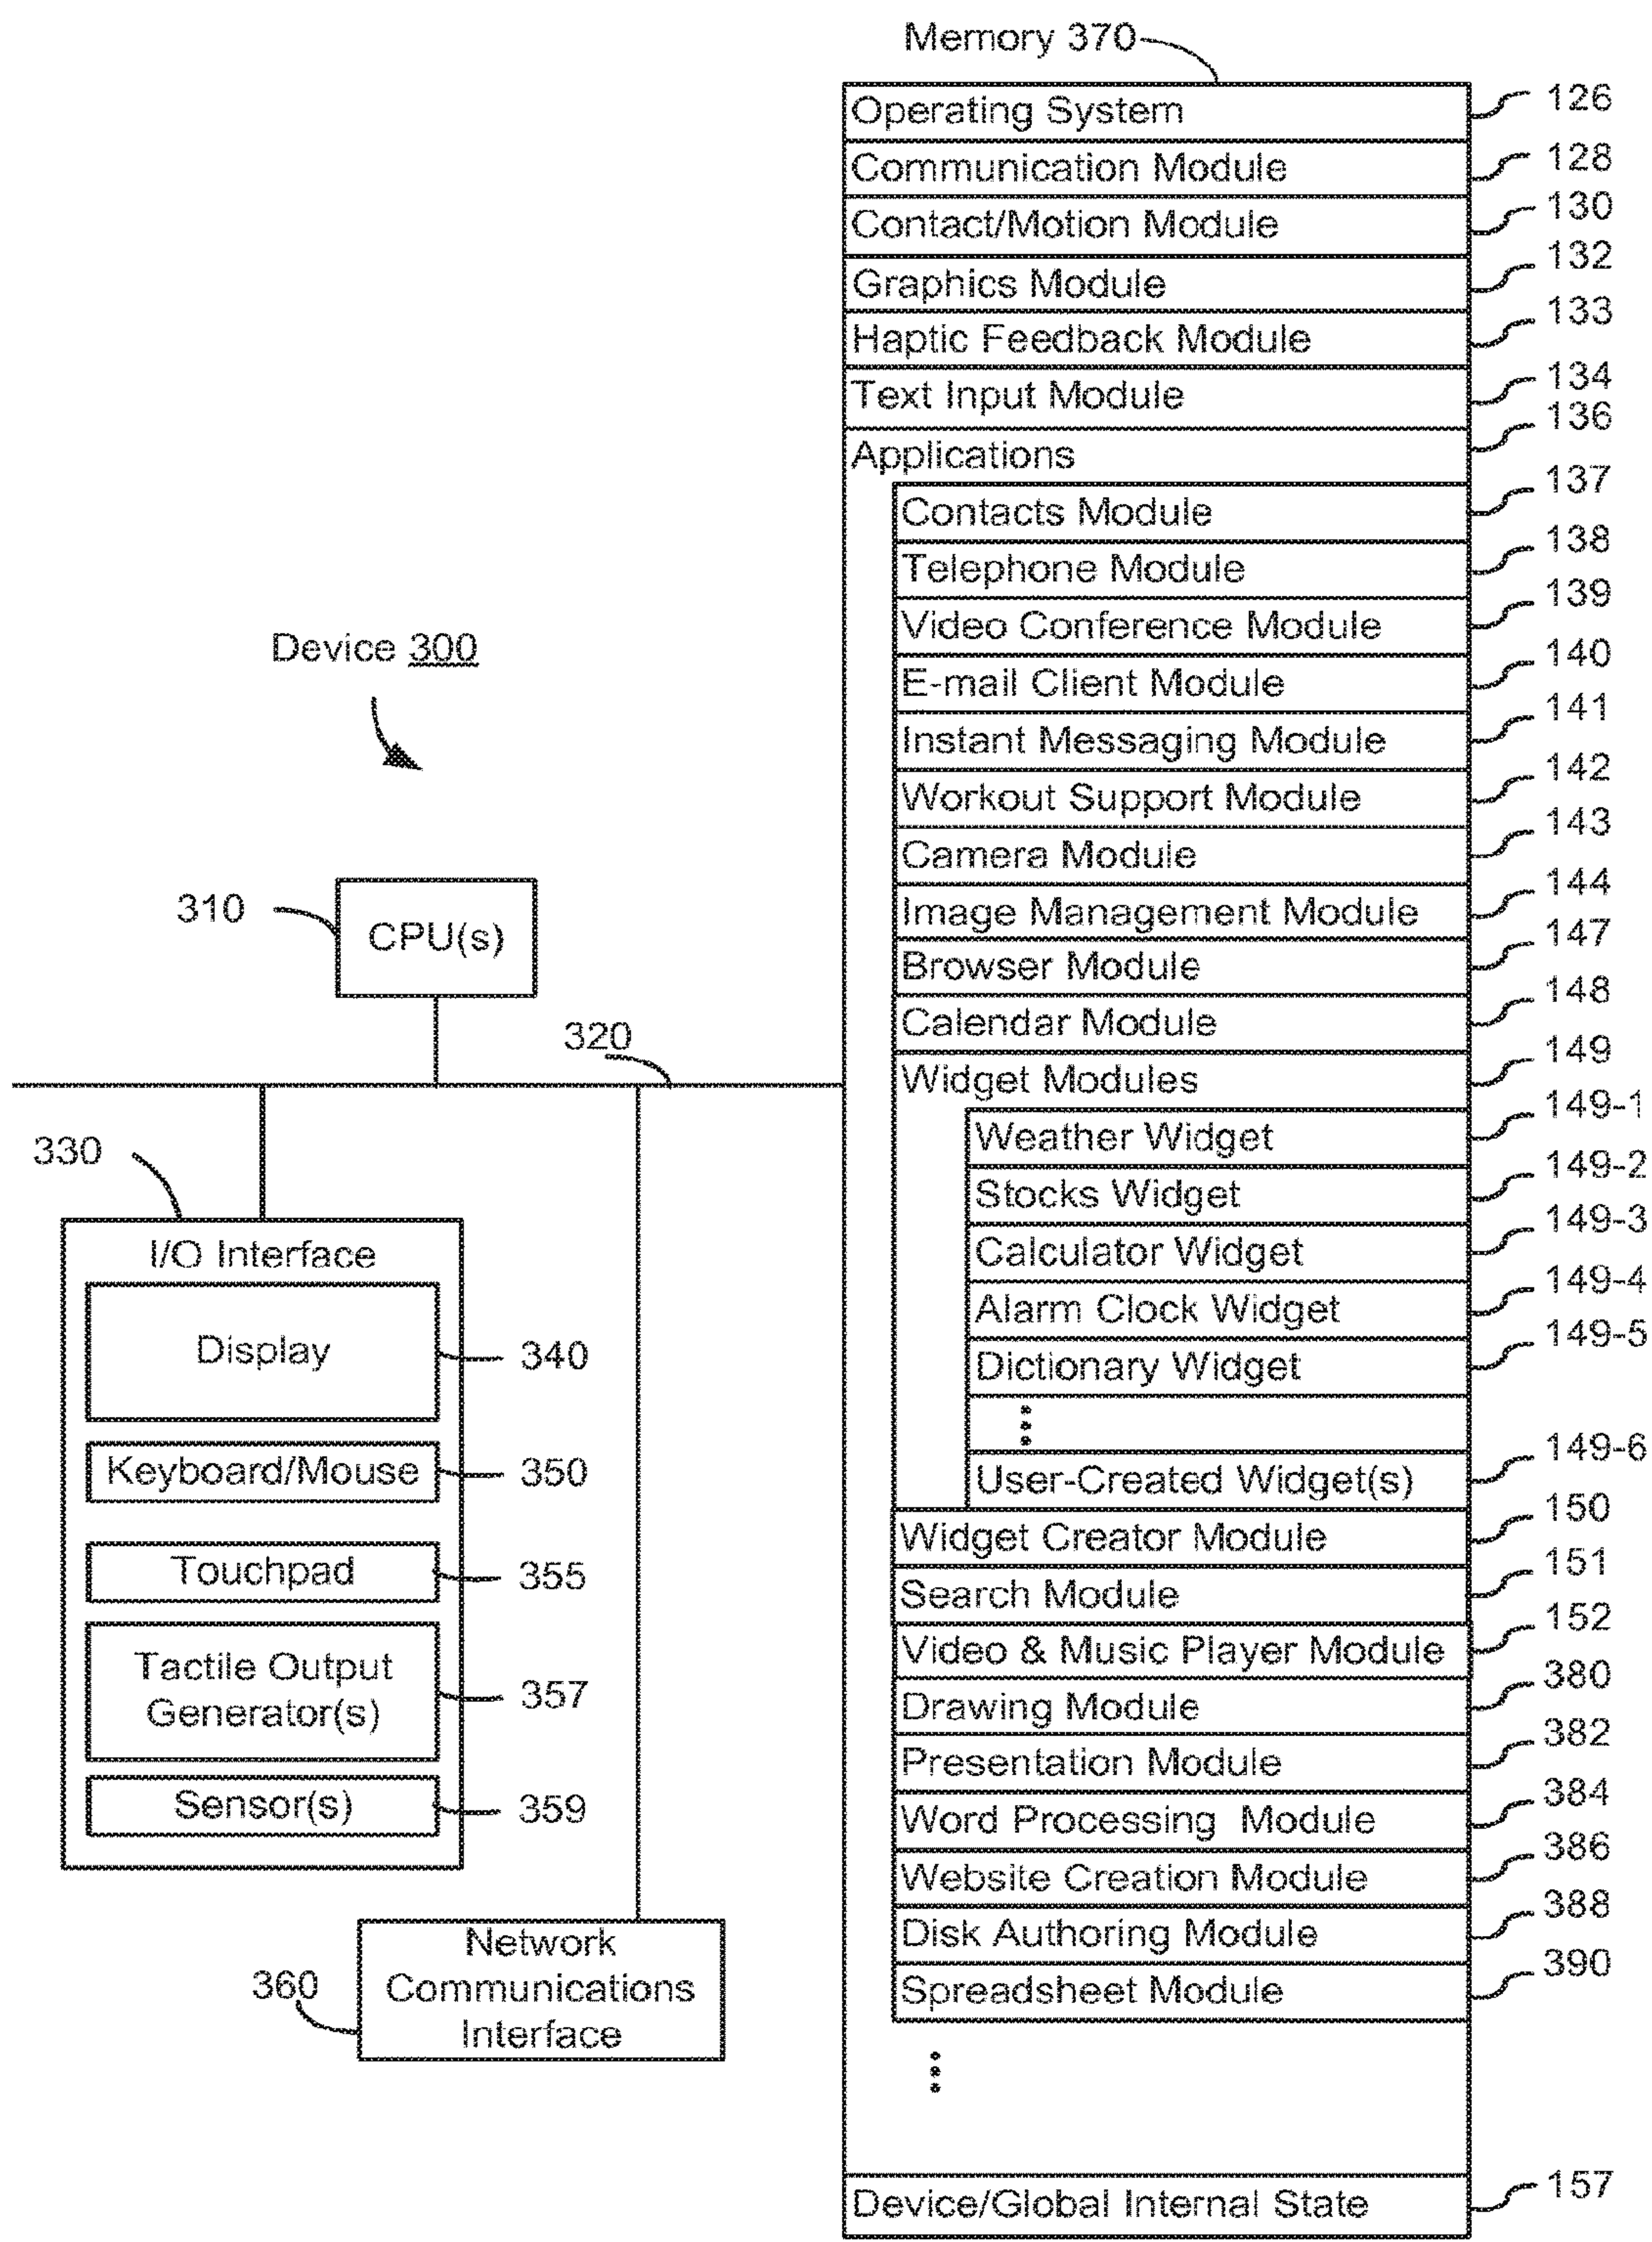 Memory 370
Operating System 126
Communication Module 128
Contact/Motion Module 130
Graphics Module 132
Haptic Feedback Module 133
Text Input Module 134
Applications 136
Contacts Module 137
Telephone Module 138
Video Conference Module 139
E-mail Client Module 140
Instant Messaging Module 141
Workout Support Module 142
Camera Module 143
Image Management Module 144
Browser Module 147
Calendar Module 148
Widget Modules 149
Weather Widget 149-1
Stocks Widget 149-2
Calculator Widget 149-3
Alarm Clock Widget 149-4
Dictionary Widget 149-5
User-Created Widget(s) 149-6
Widget Creator Module 150
Search Module 151
Video & Music Player Module 152
Drawing Module 380
Presentation Module 382
Word Processing Module 384
Website Creation Module 386
Disk Authoring Module 388
Spreadsheet Module 390
Device/Global Internal State 157
Device 300
310 CPU(s)
320
330
I/O Interface
Display 340
Keyboard/Mouse 350
Touchpad 355
Tactile Output
Generator(s) 357
Sensor(s) 359
360
Network
Communications
Interface